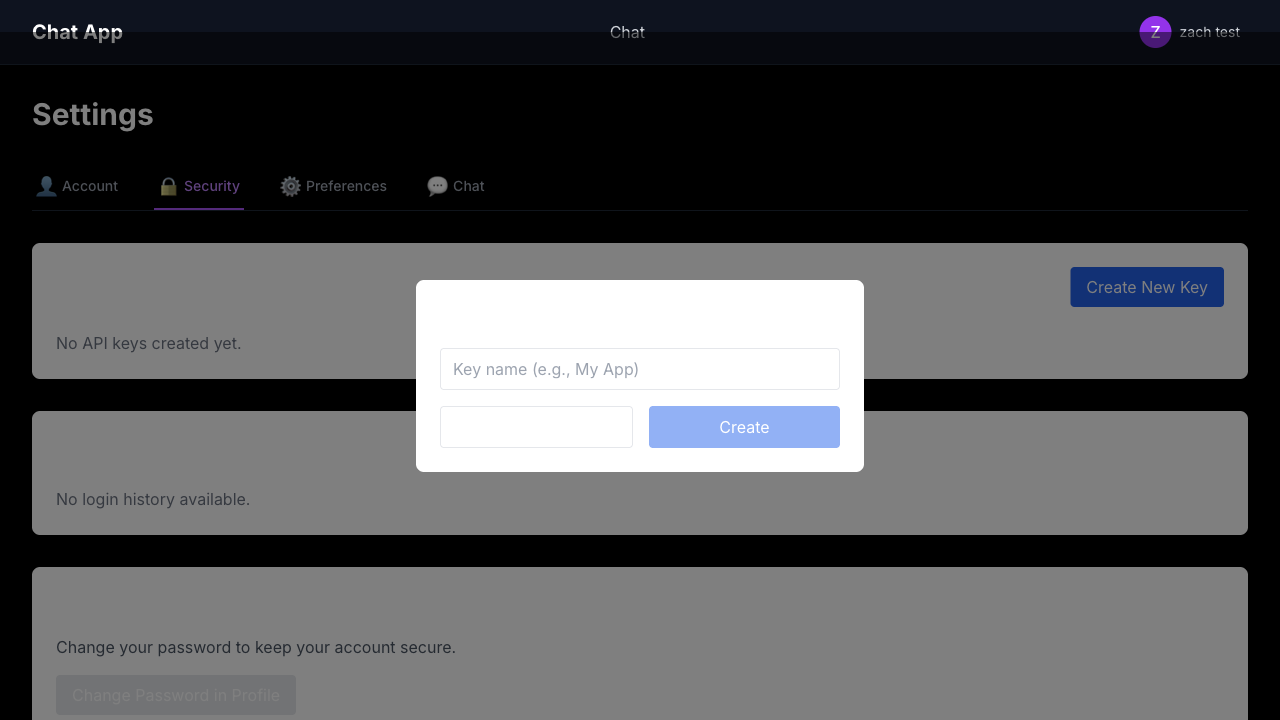 Chat App
Chat
Z
zach test
Settings
👤 Account
🔒 Security
⚙️ Preferences
💬 Chat
Create New Key
No API keys created yet.
Key name (e.g., My App)
Create
No login history available.
Change your password to keep your account secure.
Change Password in Profile